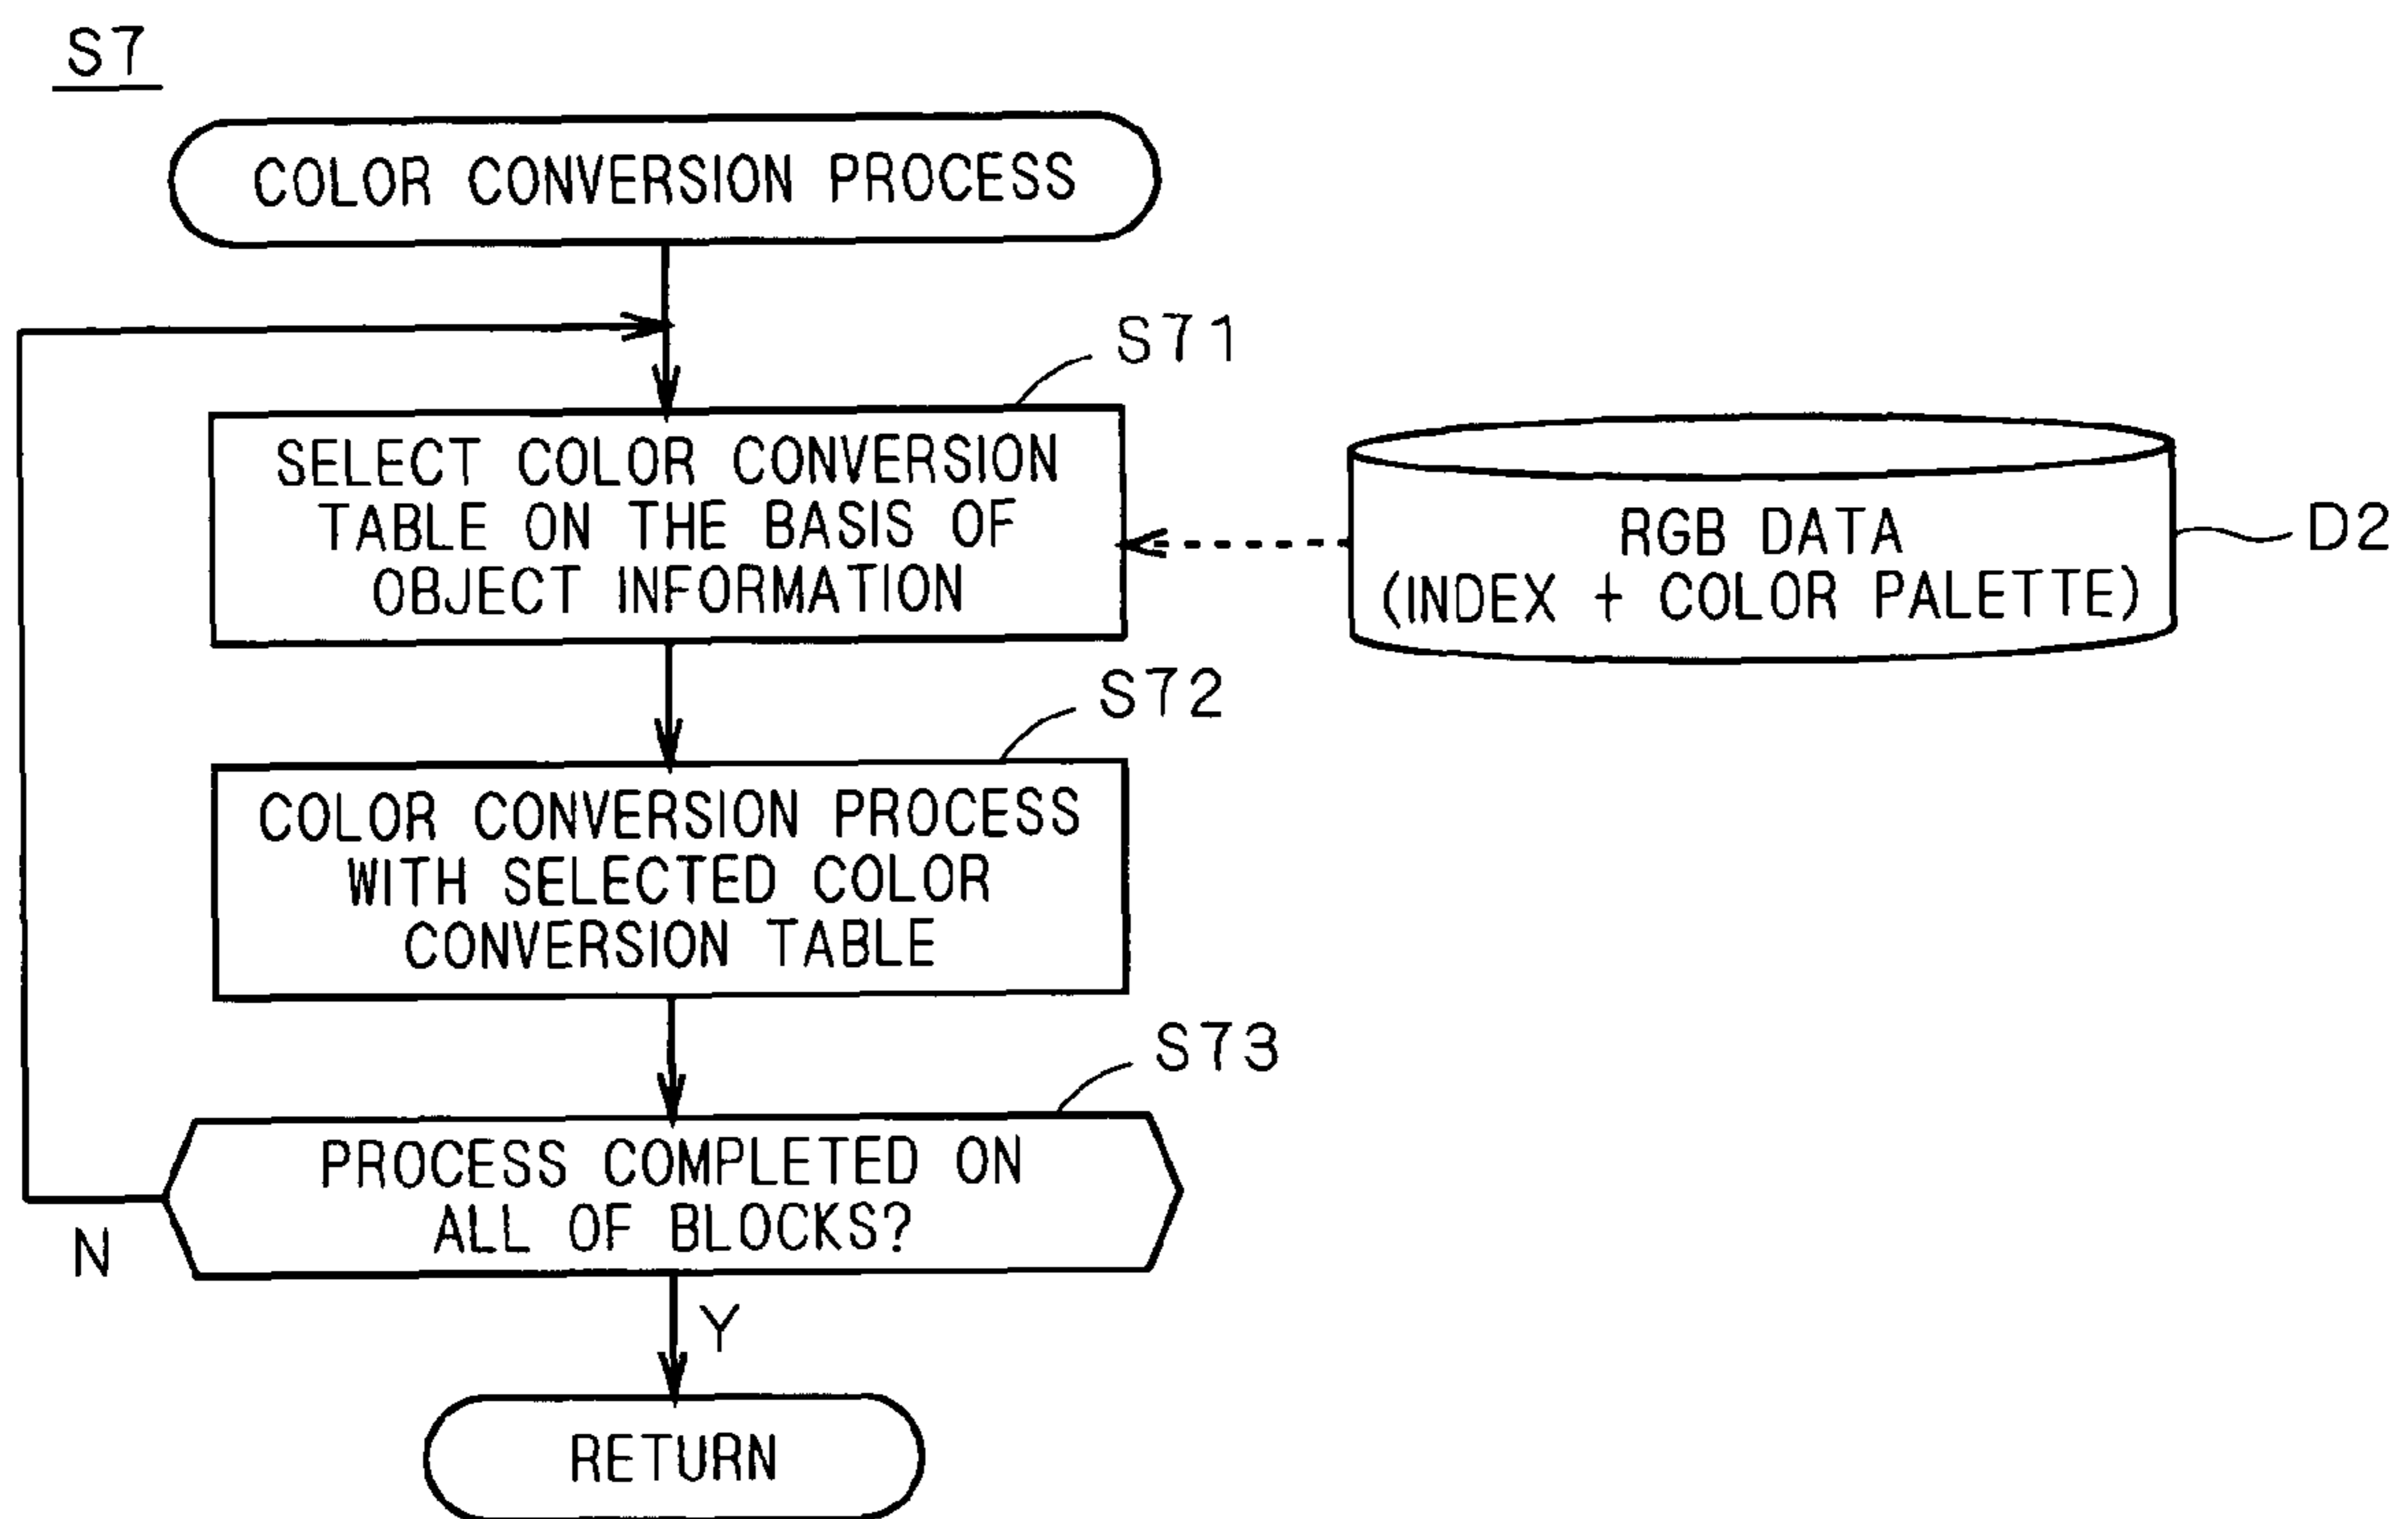 S7
COLOR CONVERSION PROCESS
S71
SELECT COLOR CONVERSION
TABLE ON THE BASIS OF
OBJECT INFORMATION
RGB DATA
(INDEX + COLOR PALETTE)
D2
S72
COLOR CONVERSION PROCESS
WITH SELECTED COLOR
CONVERSION TABLE
S73
PROCESS COMPLETED ON
ALL OF BLOCKS?
N
Y
RETURN